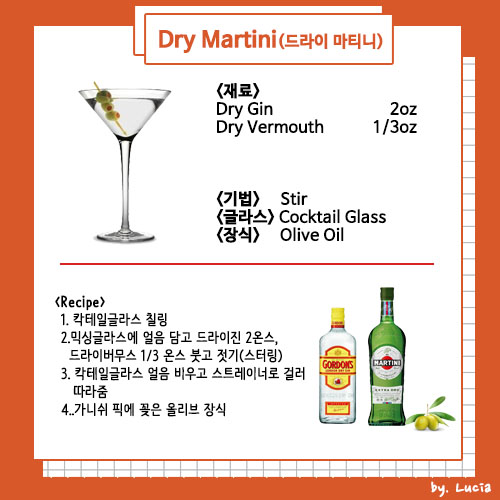 Dry Martini(드라이 마티니)
<재료>
Dry Gin 2oz
Dry Vermouth 1/3oz
<기법> Stir
<글라스> Cocktail Glass
<장식> Olive Oil
<Recipe>
1. 칵테일글라스 칠링
2.믹싱글라스에 얼음 담고 드라이진 2온스,
드라이버무스 1/3 온스 붓고 젓기(스터링)
3. 칵테일글라스 얼음 비우고 스트레이너로 걸러
따라줌
4..가니쉬 픽에 꽂은 올리브 장식
GORDON'S
MARTINI
EXTRA DRY
by. Lucia